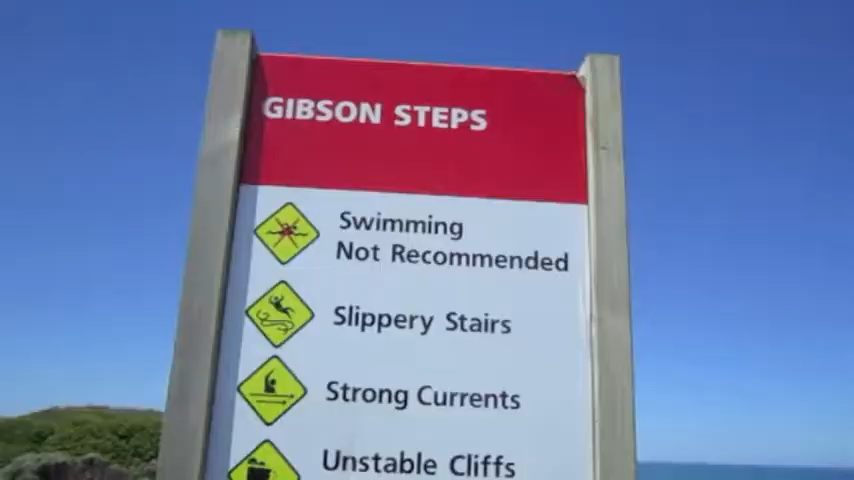 GIBSON STEPS
Swimming
Not Recommended
Slippery Stairs
Strong Currents
Unstable Cliffs